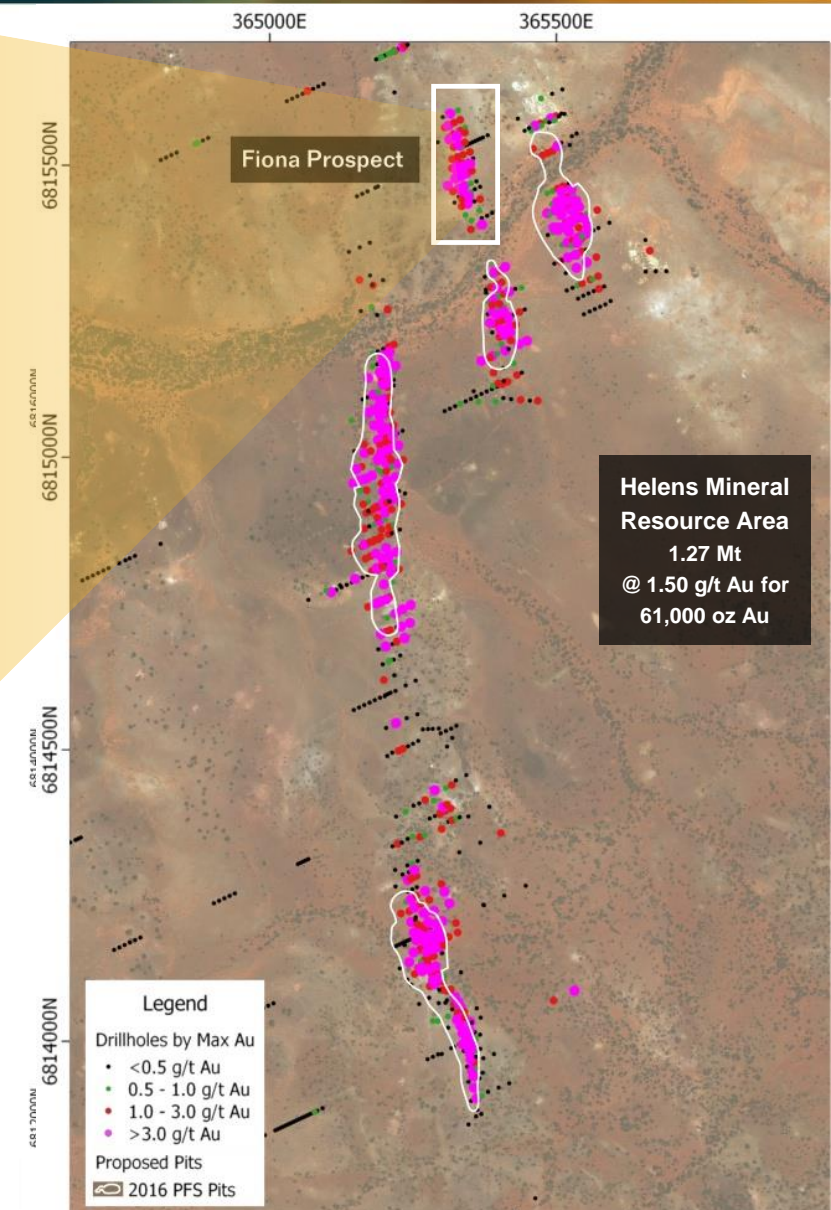 365000E
365500E
6815500N
Fiona Prospect
6815000N
Helens Mineral
Resource Area
1.27 Mt
@ 1.50 g/t Au for
61,000 oz Au
6814500N
6814000N
Legend
Drillholes by Max Au
<0.5 g/t Au
0.5 - 1.0 g/t Au
1.0 - 3.0 g/t Au
>3.0 g/t Au
Proposed Pits
2016 PFS Pits